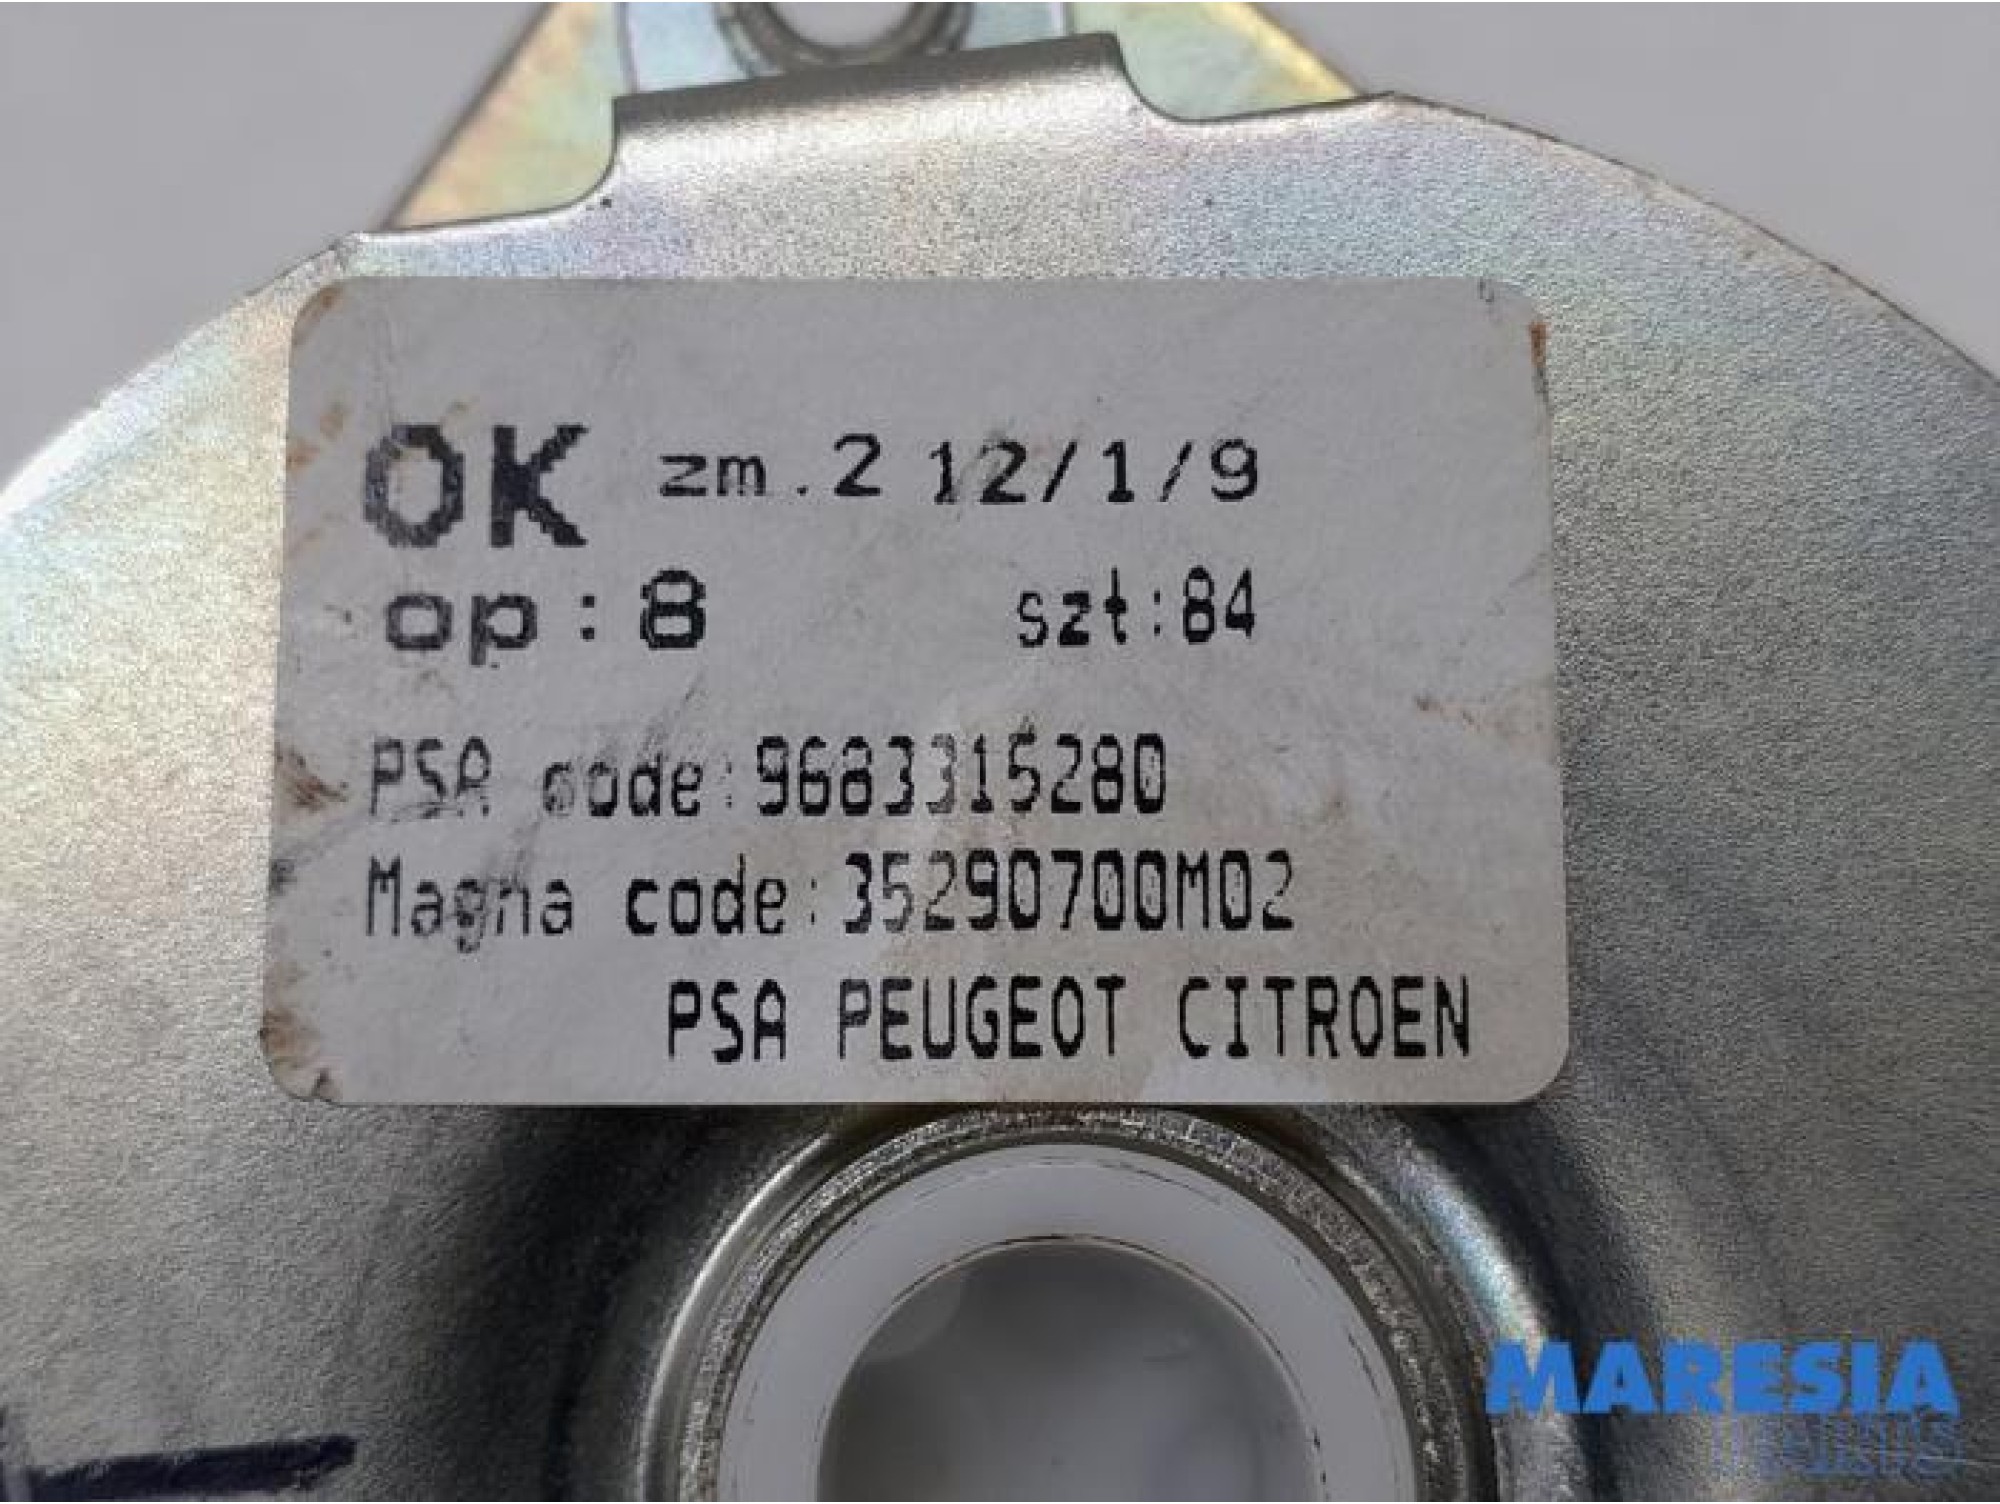 OK zm.2 12/1/9
op:8 szt:84
PSA code:9683315280
Magna code:35290700M02
PSA PEUGEOT CITROEN
MARESIA
parts